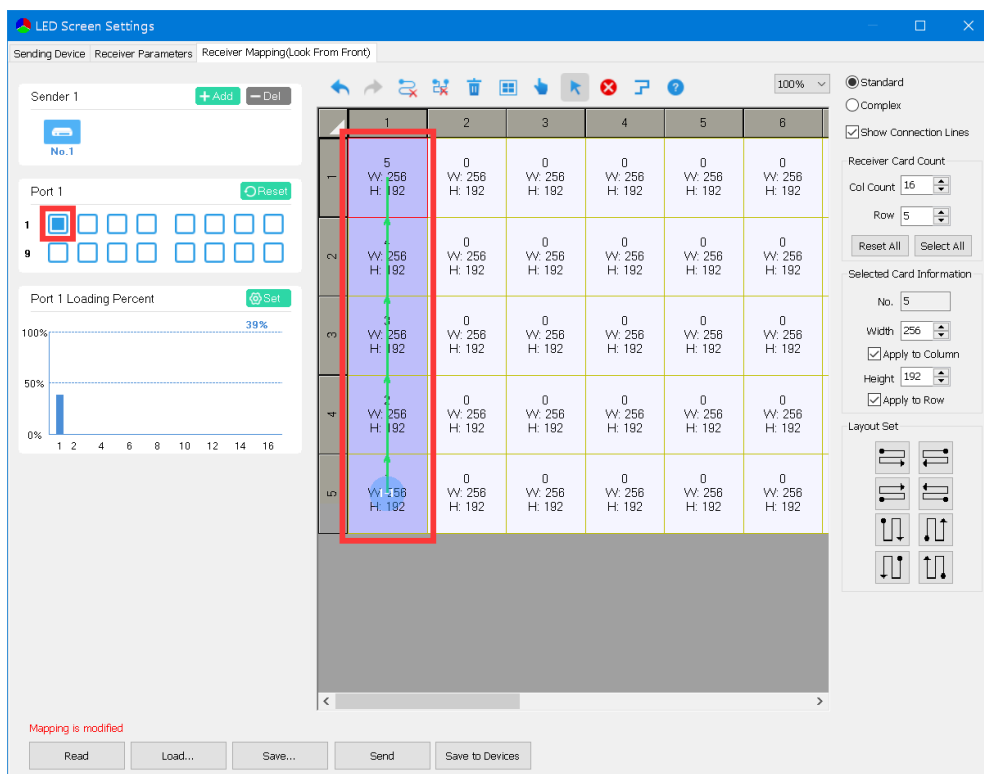 LED Screen Settings
Sending Device Receiver Parameters Receiver Mapping(Look From Front)
Sender 1 +Add —Del
No.1
Port 1 Reset
1
9
Port 1 Loading Percent Set
39%
100%
50%
0%
1 2 4 6 8 10 12 14 16
100%
1 2 3 4 5 6
1
5 0 0 0 0 0
W: 256 W: 256 W: 256 W: 256 W: 256 W: 256
H: 192 H: 192 H: 192 H: 192 H: 192 H: 192
2
4 0 0 0 0 0
W: 256 W: 256 W: 256 W: 256 W: 256 W: 256
H: 192 H: 192 H: 192 H: 192 H: 192 H: 192
3
3 0 0 0 0 0
W: 256 W: 256 W: 256 W: 256 W: 256 W: 256
H: 192 H: 192 H: 192 H: 192 H: 192 H: 192
4
2 0 0 0 0 0
W: 256 W: 256 W: 256 W: 256 W: 256 W: 256
H: 192 H: 192 H: 192 H: 192 H: 192 H: 192
5
0 0 0 0 0
W: 256 W: 256 W: 256 W: 256 W: 256
H: 192 H: 192 H: 192 H: 192 H: 192 H: 192
Standard
Complex
Show Connection Lines
Receiver Card Count
Col Count 16
Row 5
Reset All Select All
Selected Card Information
No. 5
Width 256
Apply to Column
Height 192
Apply to Row
Layout Set
Mapping is modified
Read Load... Save... Send Save to Devices